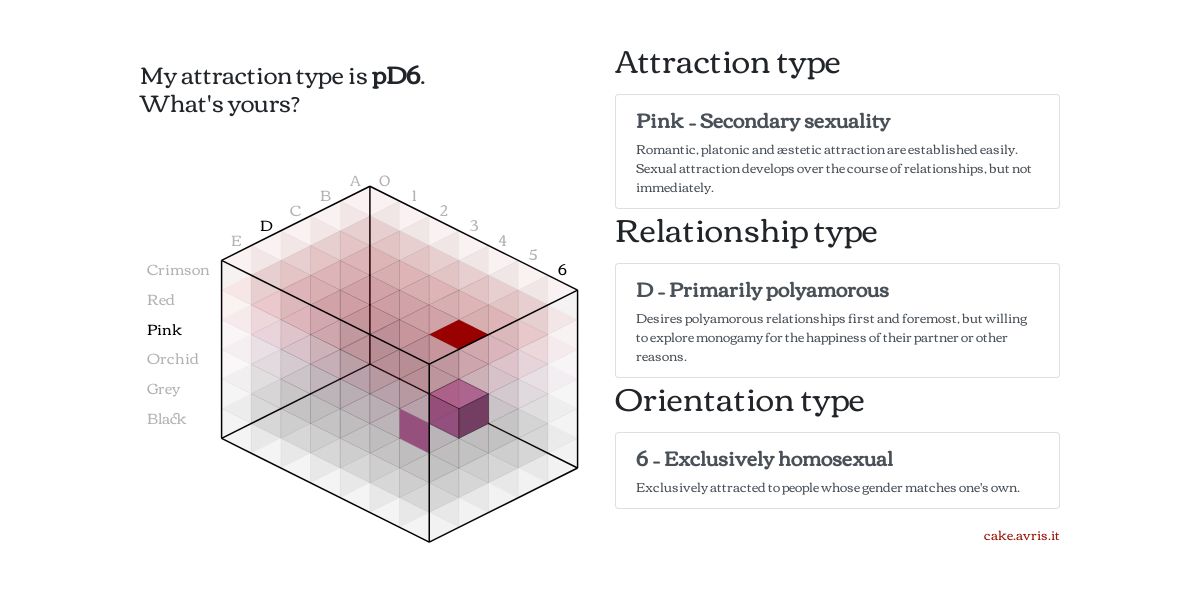 My attraction type is pD6.
What's yours?
A O
B 1
C 2
D 3
E 4
5
6
Crimson
Red
Pink
Orchid
Grey
Black
Attraction type
Pink – Secondary sexuality
Romantic, platonic and æstetic attraction are established easily.
Sexual attraction develops over the course of relationships, but not
immediately.
Relationship type
D – Primarily polyamorous
Desires polyamorous relationships first and foremost, but willing
to explore monogamy for the happiness of their partner or other
reasons.
Orientation type
6 – Exclusively homosexual
Exclusively attracted to people whose gender matches one's own.
cake.avris.it